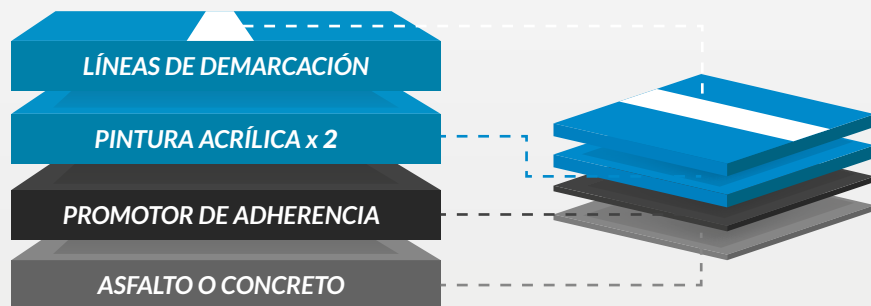 LÍNEAS DE DEMARCACIÓN
PINTURA ACRÍLICA x 2
PROMOTOR DE ADHERENCIA
ASFALTO O CONCRETO